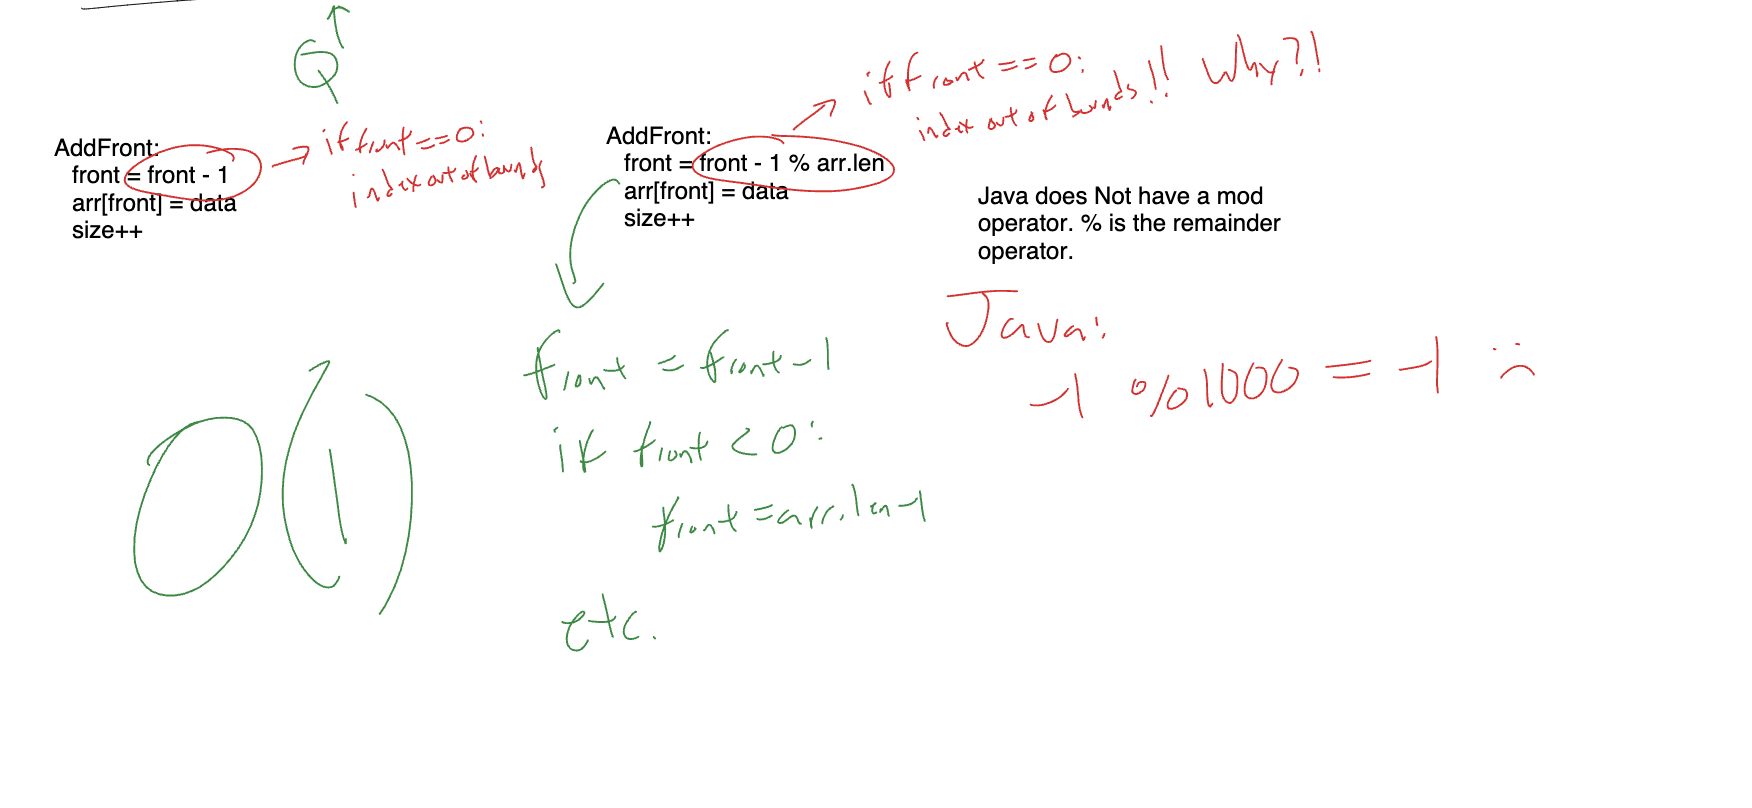 Q
AddFront:
front = front - 1
arr[front] = data
size++
if front==0:
index out of bounds
AddFront:
front = front - 1 % arr.len
arr[front] = data
size++
if front == 0:
index out of bounds!! Why?!
Java does Not have a mod
operator. % is the remainder
operator.
Java:
-1 % 1000 = -1 :(
front = front - 1
if front < 0:
front = arr.len-1
etc.
O(1)